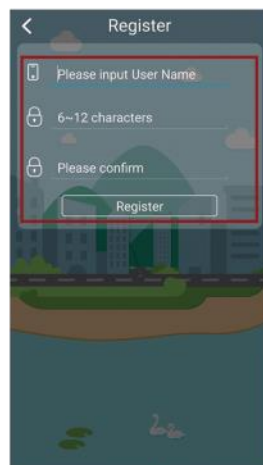 Register
Please input User Name
6~12 characters
Please confirm
Register